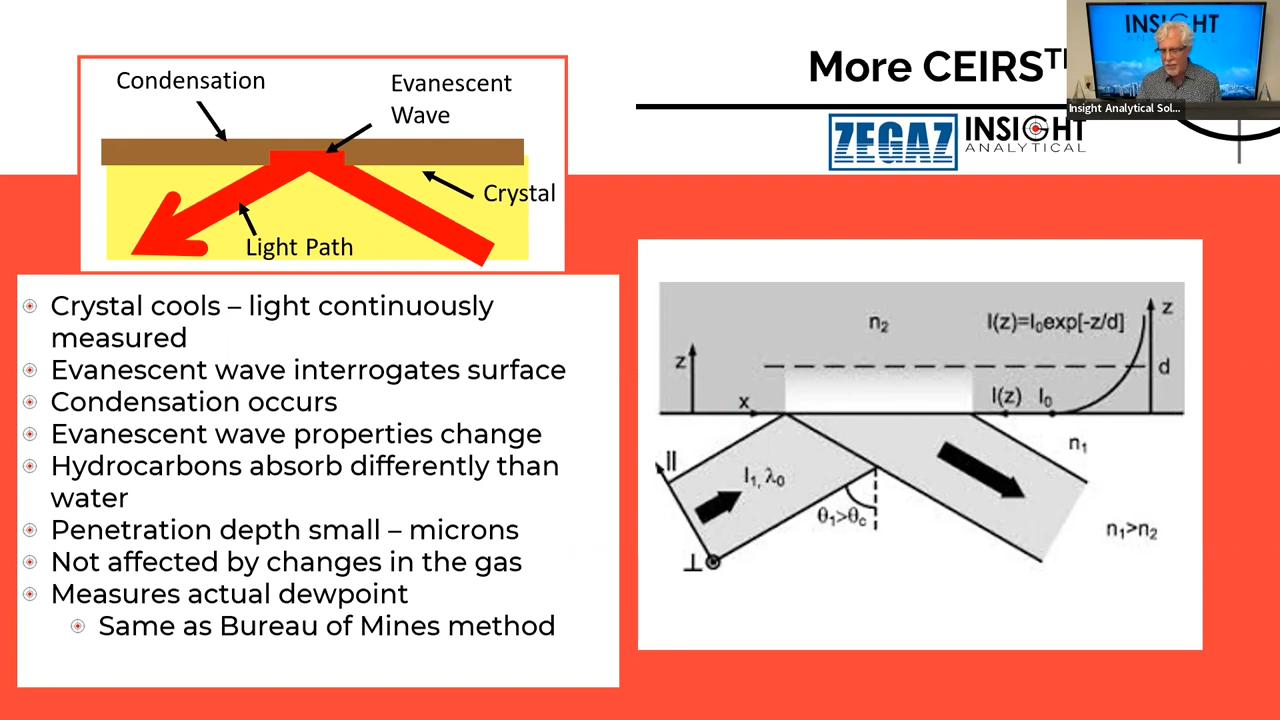 More CEIRS™
INSIGHT
ANALYTICAL
Insight Analytical Sol...
ZEGAZ
INSIGHT
ANALYTICAL
Condensation
Evanescent
Wave
Crystal
Light Path
Crystal cools – light continuously
measured
Evanescent wave interrogates surface
Condensation occurs
Evanescent wave properties change
Hydrocarbons absorb differently than
water
Penetration depth small – microns
Not affected by changes in the gas
Measures actual dewpoint
Same as Bureau of Mines method
n₂
I(z)=I₀exp[-z/d]
z
z
d
x
I(z) I₀
n₁
||
I₁, λ₀
θ₁>θc
n₁>n₂
⊥